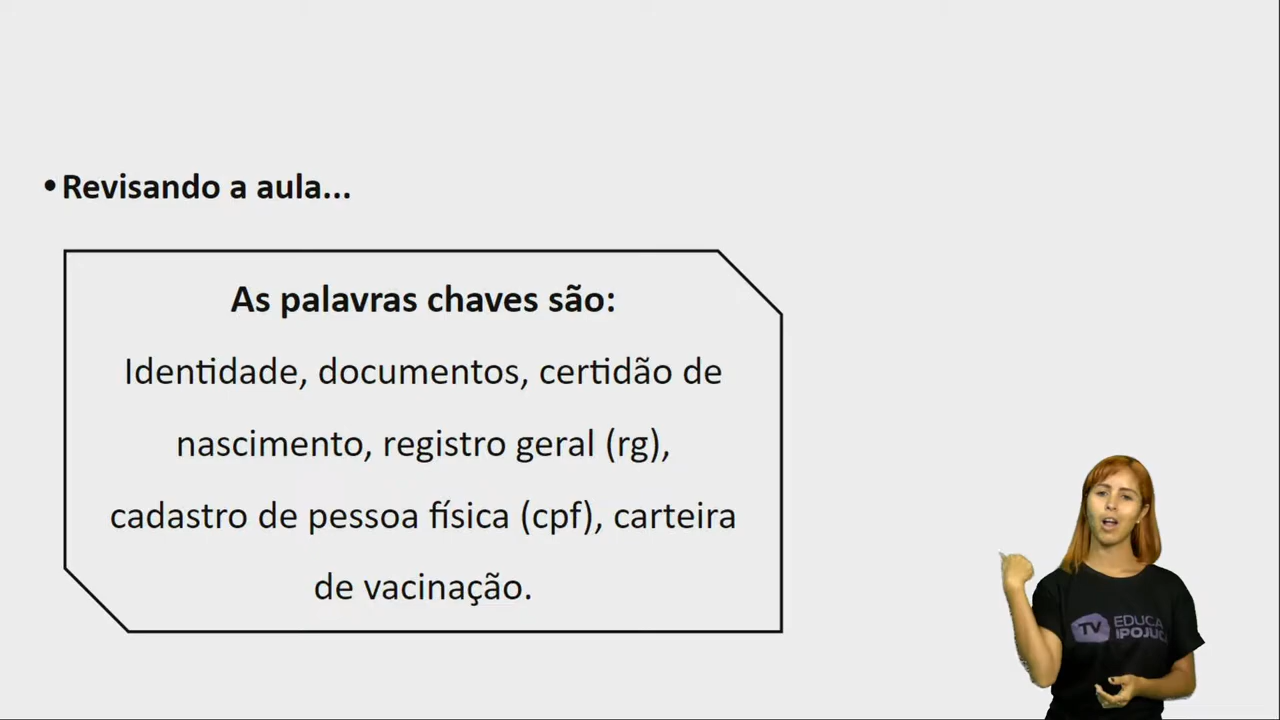 •Revisando a aula...
As palavras chaves são:
Identidade, documentos, certidão de
nascimento, registro geral (rg),
cadastro de pessoa física (cpf), carteira
de vacinação.
TV EDUCA
IPOJUCA